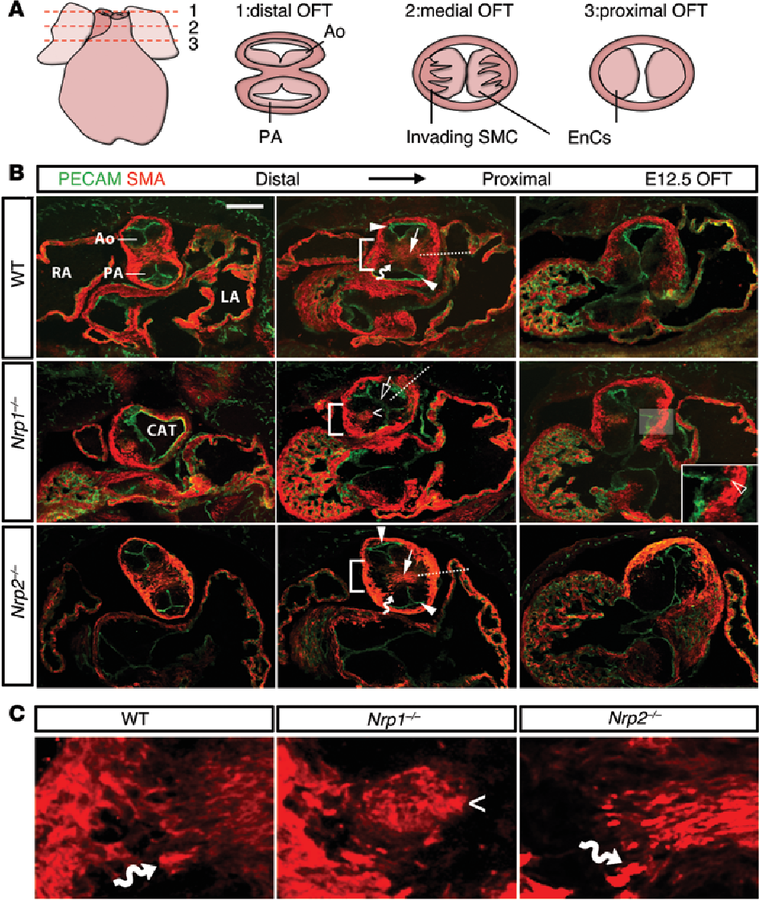 A
1
2
3
1:distal OFT
Ao
PA
2:medial OFT
Invading SMC
3:proximal OFT
EnCs
B
PECAM SMA Distal Proximal E12.5 OFT
WT
Ao
RA
PA
LA
Nrp1–/–
CAT
Nrp2–/–
C
WT Nrp1–/– Nrp2–/–